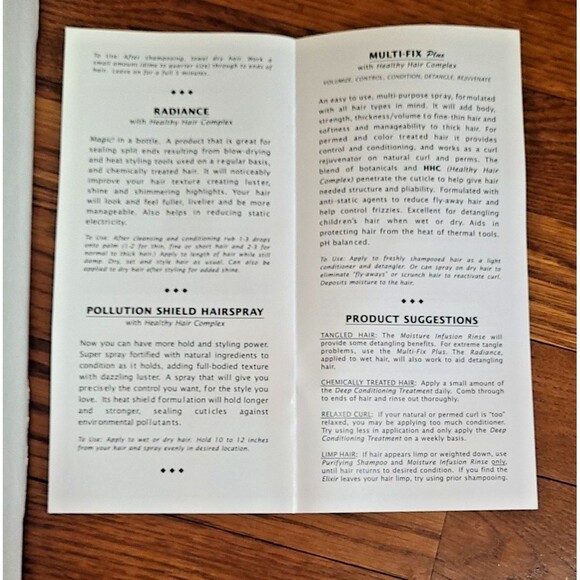 To Use: After shampooing, towel dry hair. Work a
small amount (dime to quarter size) through to ends of
hair. Leave on for a full 5 minutes.
RADIANCE
with Healthy Hair Complex
Magic! in a bottle. A product that is great for
sealing split ends resulting from blow-drying
and heat styling tools used on a regular basis,
and chemically treated hair. It will noticeably
improve your hair texture creating luster,
shine and shimmering highlights. Your hair
will look and feel fuller, livelier and be more
manageable. Also helps in reducing static
electricity.
To Use: After cleansing and conditioning rub 1-3 drops
onto palm (1-2 for thin, fine or short hair and 2-3 for
normal to thick hair.) Apply to length of hair while still
damp. Dry, set and style hair as usual. Can also be
applied to dry hair after styling for added shine.
POLLUTION SHIELD HAIRSPRAY
with Healthy Hair Complex
Now you can have more hold and styling power.
Super spray fortified with natural ingredients to
condition as it holds, adding full-bodied texture
with dazzling luster. A spray that will give you
precisely the control you want, for the style you
love. Its heat shield formulation will hold longer
and stronger, sealing cuticles against
environmental pollutants.
To Use: Apply to wet or dry hair. Hold 10 to 12 inches
from your hair and spray evenly in desired location.
MULTI-FIX Plus
with Healthy Hair Complex
VOLUMIZE, CONTROL, CONDITION, DETANGLE, REJUVENATE
An easy to use, multi-purpose spray, formulated
with all hair types in mind. It will add body,
strength, thickness/volume to fine-thin hair and
softness and manageability to thick hair. For
permed and color treated hair it provides
control and conditioning, and works as a curl
rejuvenator on natural curl and perms. The
blend of botanicals and HHC (Healthy Hair
Complex) penetrate the cuticle to help give hair
needed structure and pliability. Formulated with
anti-static agents to reduce fly-away hair and
help control frizzies. Excellent for detangling
children's hair when wet or dry. Aids in
protecting hair from the heat of thermal tools.
pH balanced.
To Use: Apply to freshly shampooed hair as a light
conditioner and detangler. Or can spray on dry hair to
eliminate "fly-aways" or scrunch hair to reactivate curl.
Deposits moisture to the hair.
PRODUCT SUGGESTIONS
TANGLED HAIR: The Moisture Infusion Rinse will
provide some detangling benefits. For extreme tangle
problems, use the Multi-Fix Plus. The Radiance,
applied to wet hair, will also work to aid detangling
hair.
CHEMICALLY TREATED HAIR: Apply a small amount of
the Deep Conditioning Treatment daily. Comb through
to ends of hair and rinse out thoroughly.
RELAXED CURL: If your natural or permed curl is "too"
relaxed, you may be applying too much conditioner.
Try using less in application and only apply the Deep
Conditioning Treatment on a weekly basis.
LIMP HAIR: If hair appears limp or weighted down, use
Purifying Shampoo and Moisture Infusion Rinse only,
until hair returns to desired condition. If you find the
Elixir leaves your hair limp, try using prior shampooing.